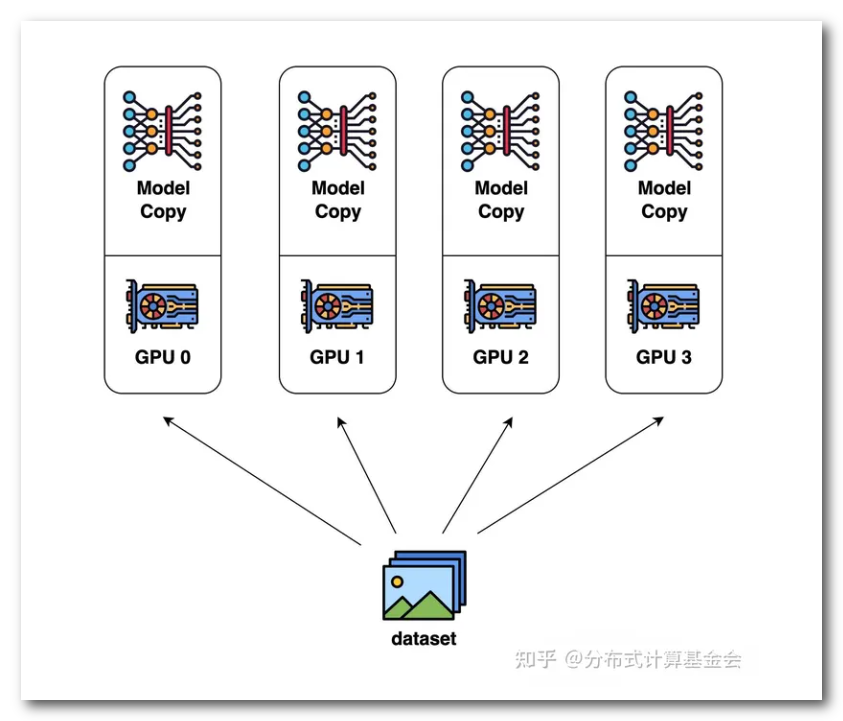 Model
Copy
Model
Copy
Model
Copy
Model
Copy
GPU 0
GPU 1
GPU 2
GPU 3
dataset
知乎 @分布式计算基金会